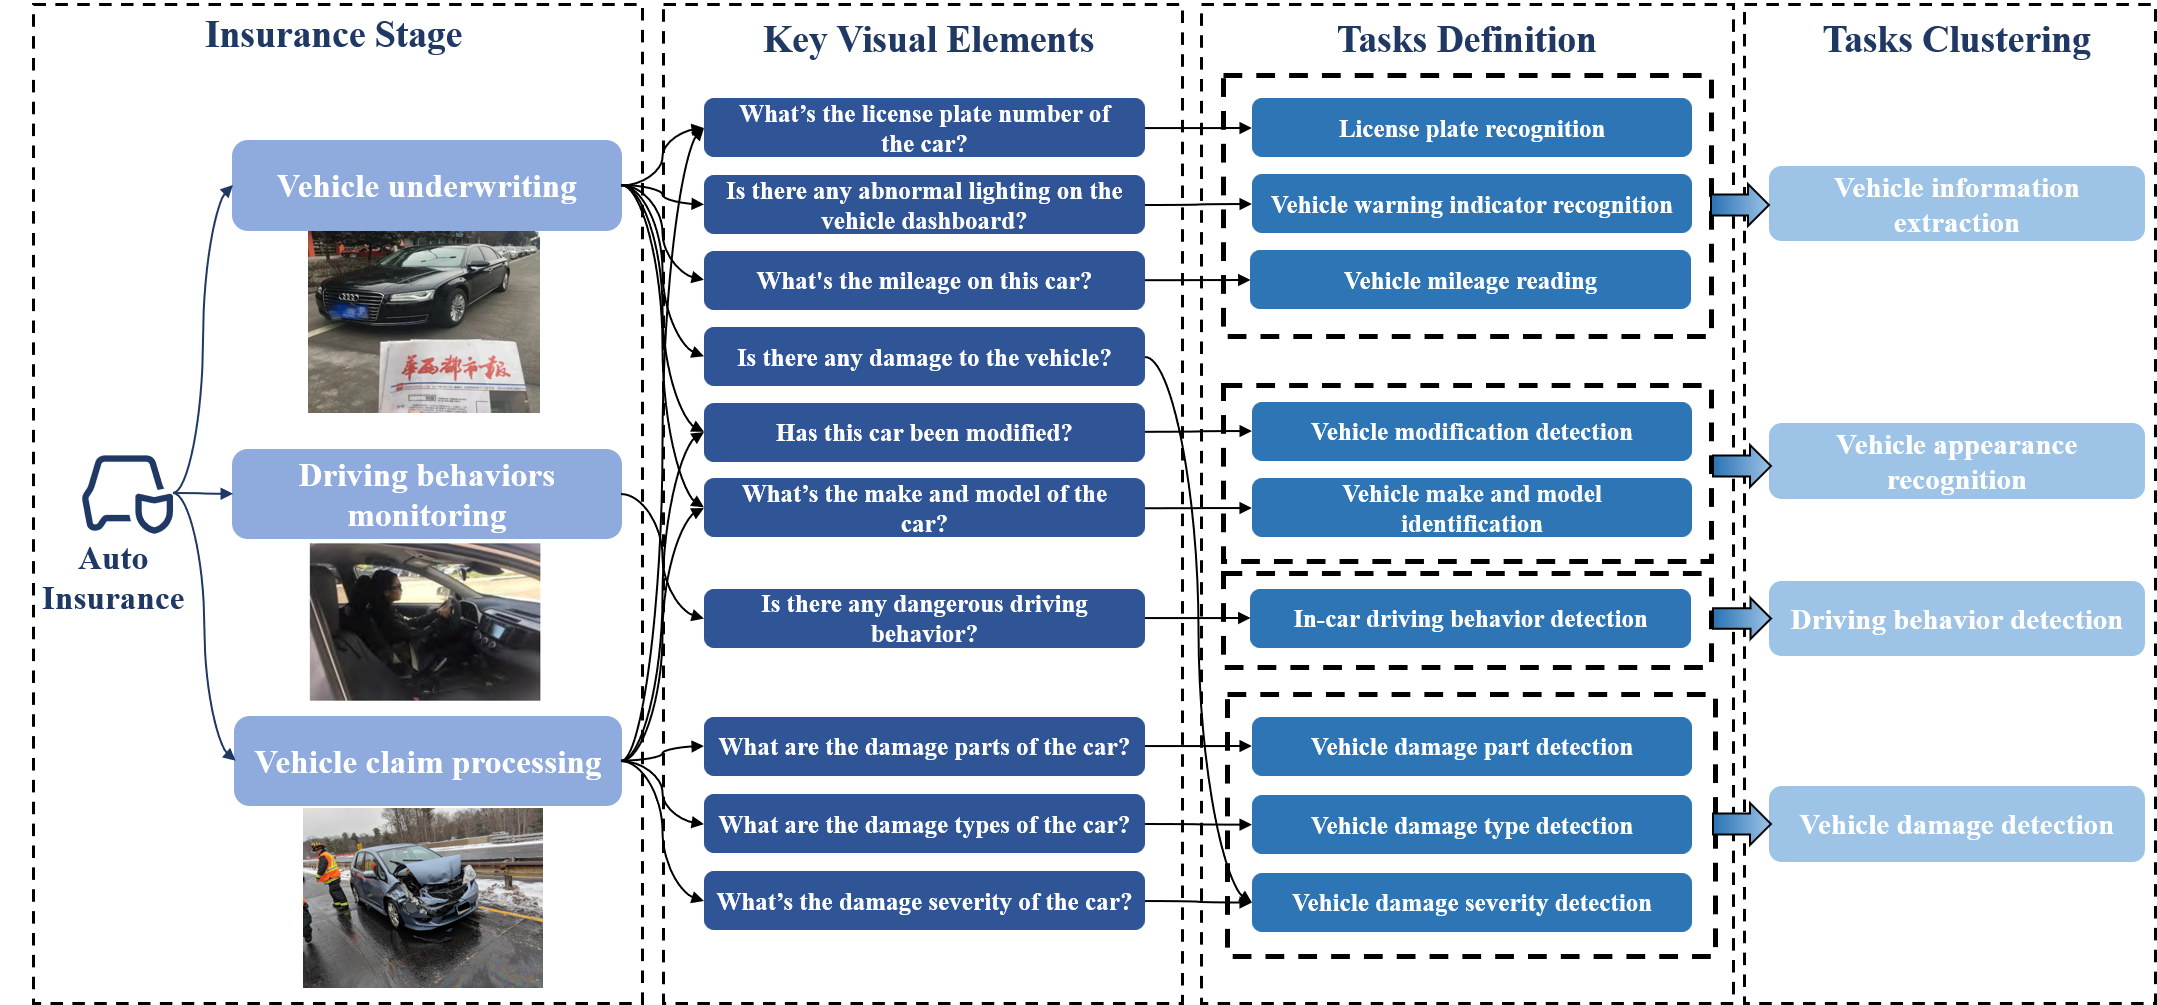 Insurance Stage
Key Visual Elements
Tasks Definition
Tasks Clustering
Auto
Insurance
Vehicle underwriting
華西都市報
Driving behaviors
monitoring
Vehicle claim processing
What’s the license plate number of
the car?
Is there any abnormal lighting on the
vehicle dashboard?
What's the mileage on this car?
Is there any damage to the vehicle?
Has this car been modified?
What’s the make and model of the
car?
Is there any dangerous driving
behavior?
What are the damage parts of the car?
What are the damage types of the car?
What’s the damage severity of the car?
License plate recognition
Vehicle warning indicator recognition
Vehicle mileage reading
Vehicle modification detection
Vehicle make and model
identification
In-car driving behavior detection
Vehicle damage part detection
Vehicle damage type detection
Vehicle damage severity detection
Vehicle information
extraction
Vehicle appearance
recognition
Driving behavior detection
Vehicle damage detection